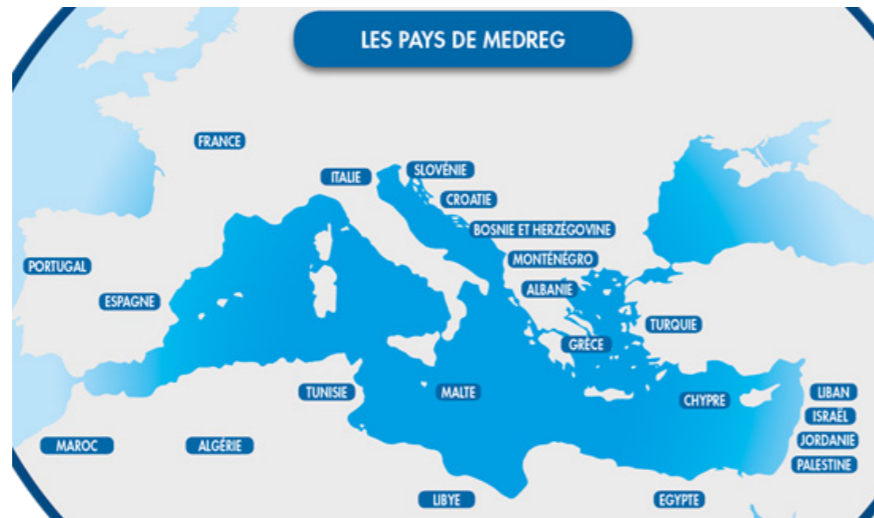 LES PAYS DE MEDREG
FRANCE
ITALIE
SLOVÉNIE
CROATIE
BOSNIE ET HERZÉGOVINE
MONTÉNÉGRO
PORTUGAL
ESPAGNE
ALBANIE
TURQUIE
GRÈCE
TUNISIE
MALTE
CHYPRE
LIBAN
ISRAËL
JORDANIE
PALESTINE
MAROC
ALGÉRIE
LIBYE
EGYPTE